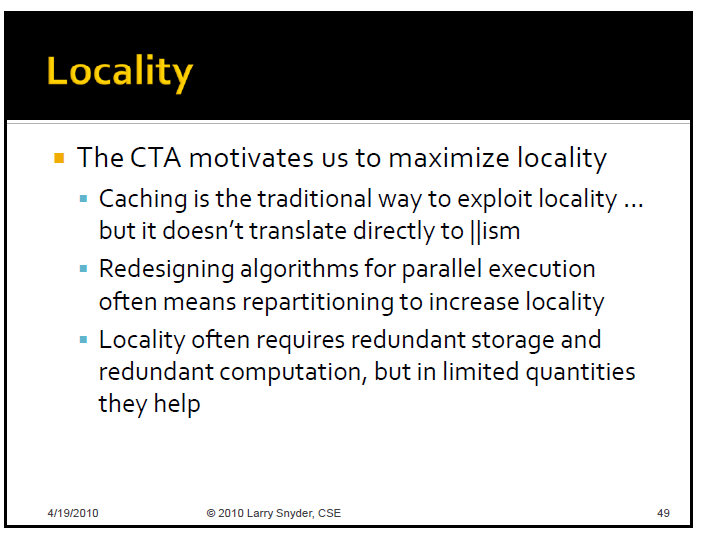 Locality
The CTA motivates us to maximize locality
Caching is the traditional way to exploit locality …
but it doesn’t translate directly to ||ism
Redesigning algorithms for parallel execution
often means repartitioning to increase locality
Locality often requires redundant storage and
redundant computation, but in limited quantities
they help
4/19/2010 © 2010 Larry Snyder, CSE 49